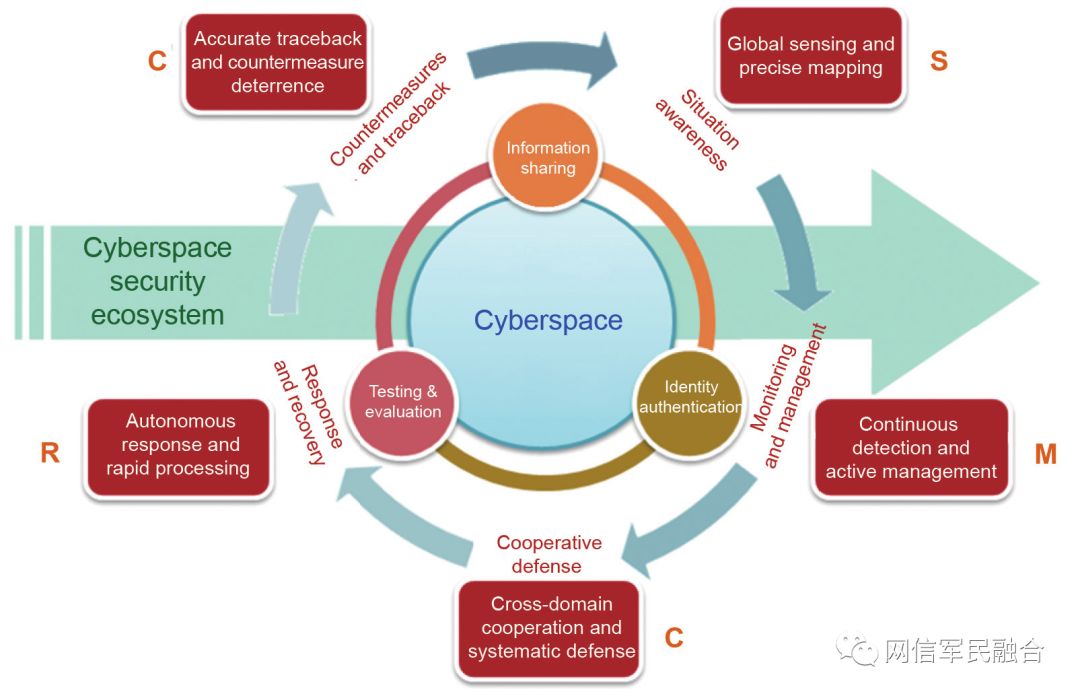 C
Accurate traceback
and countermeasure
deterrence
Countermeasures
and traceback
Global sensing and
precise mapping
S
Situation
awareness
Information
sharing
Cyberspace
security
ecosystem
Cyberspace
Testing &
evaluation
Identity
authentication
Monitoring
and management
Response
and recovery
R
Autonomous
response and
rapid processing
Continuous
detection and
active management
M
Cooperative
defense
Cross-domain
cooperation and
systematic defense
C
网信军民融合